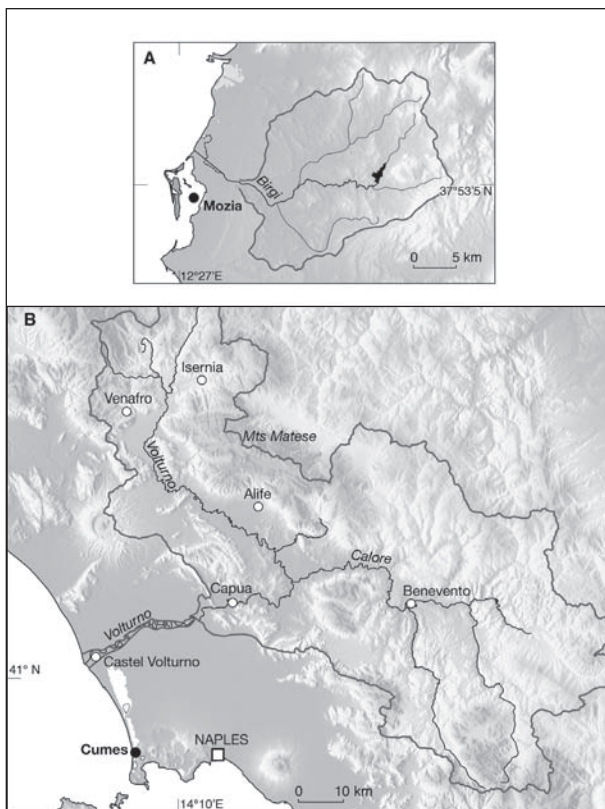 A
Birgi
Mozia
37°53'5 N
0 5 km
12°27'E
B
Isernia
Venafro
Mts Matese
Volturno
Alife
Calore
Capua
Benevento
Volturno
Castel Volturno
41° N
Cumes
NAPLES
0 10 km
14°10'E